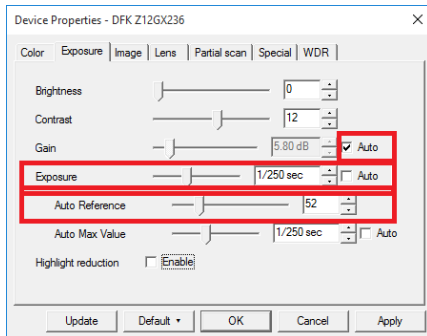 Device Properties - DFK Z12GX236
Color Exposure Image Lens Partial scan Special WDR
Brightness 0
Contrast 12
Gain 5.80 dB Auto
Exposure 1/250 sec Auto
Auto Reference 52
Auto Max Value 1/250 sec Auto
Highlight reduction Enable
Update Default OK Cancel Apply